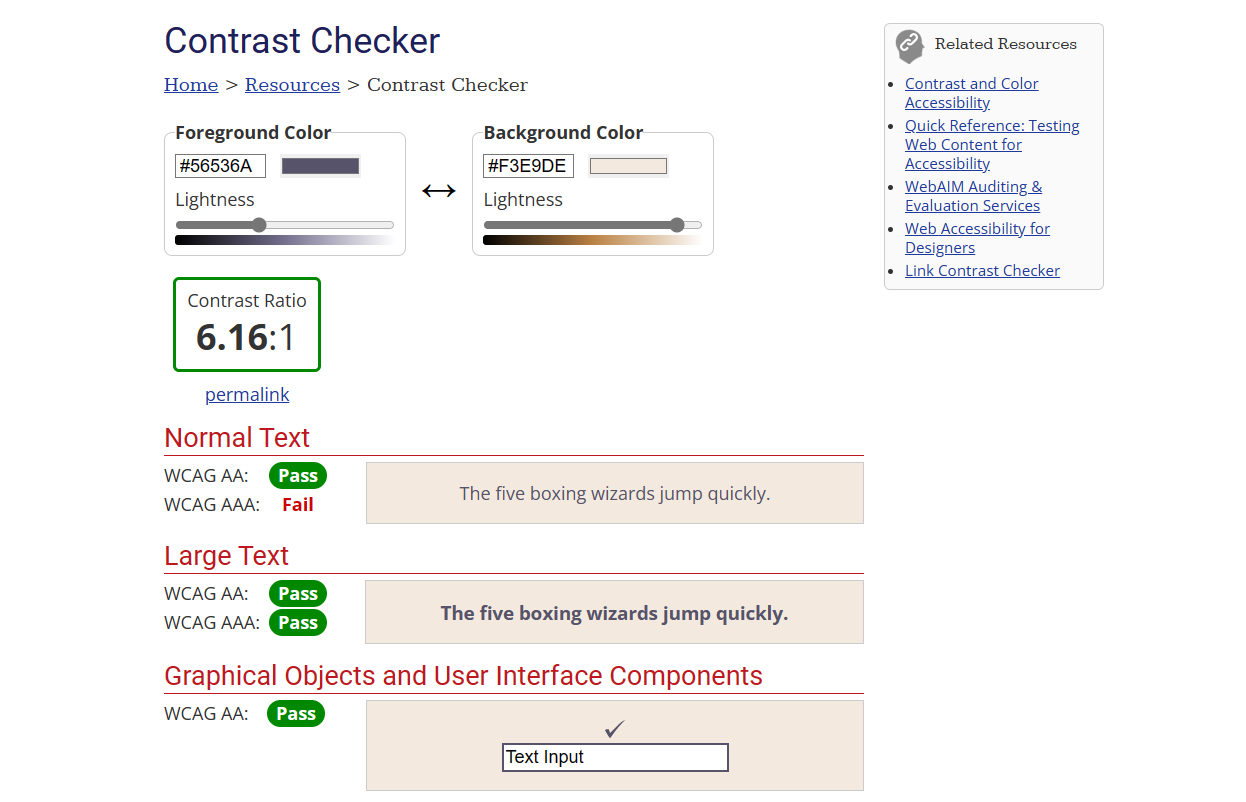 Contrast Checker
Home > Resources > Contrast Checker
Foreground Color
#56536A
Lightness
Background Color
#F3E9DE
Lightness
Contrast Ratio
6.16:1
permalink
Normal Text
WCAG AA: Pass
WCAG AAA: Fail
The five boxing wizards jump quickly.
Large Text
WCAG AA: Pass
WCAG AAA: Pass
The five boxing wizards jump quickly.
Graphical Objects and User Interface Components
WCAG AA: Pass
✓
Text Input
Related Resources
Contrast and Color
Accessibility
Quick Reference: Testing
Web Content for
Accessibility
WebAIM Auditing &
Evaluation Services
Web Accessibility for
Designers
Link Contrast Checker